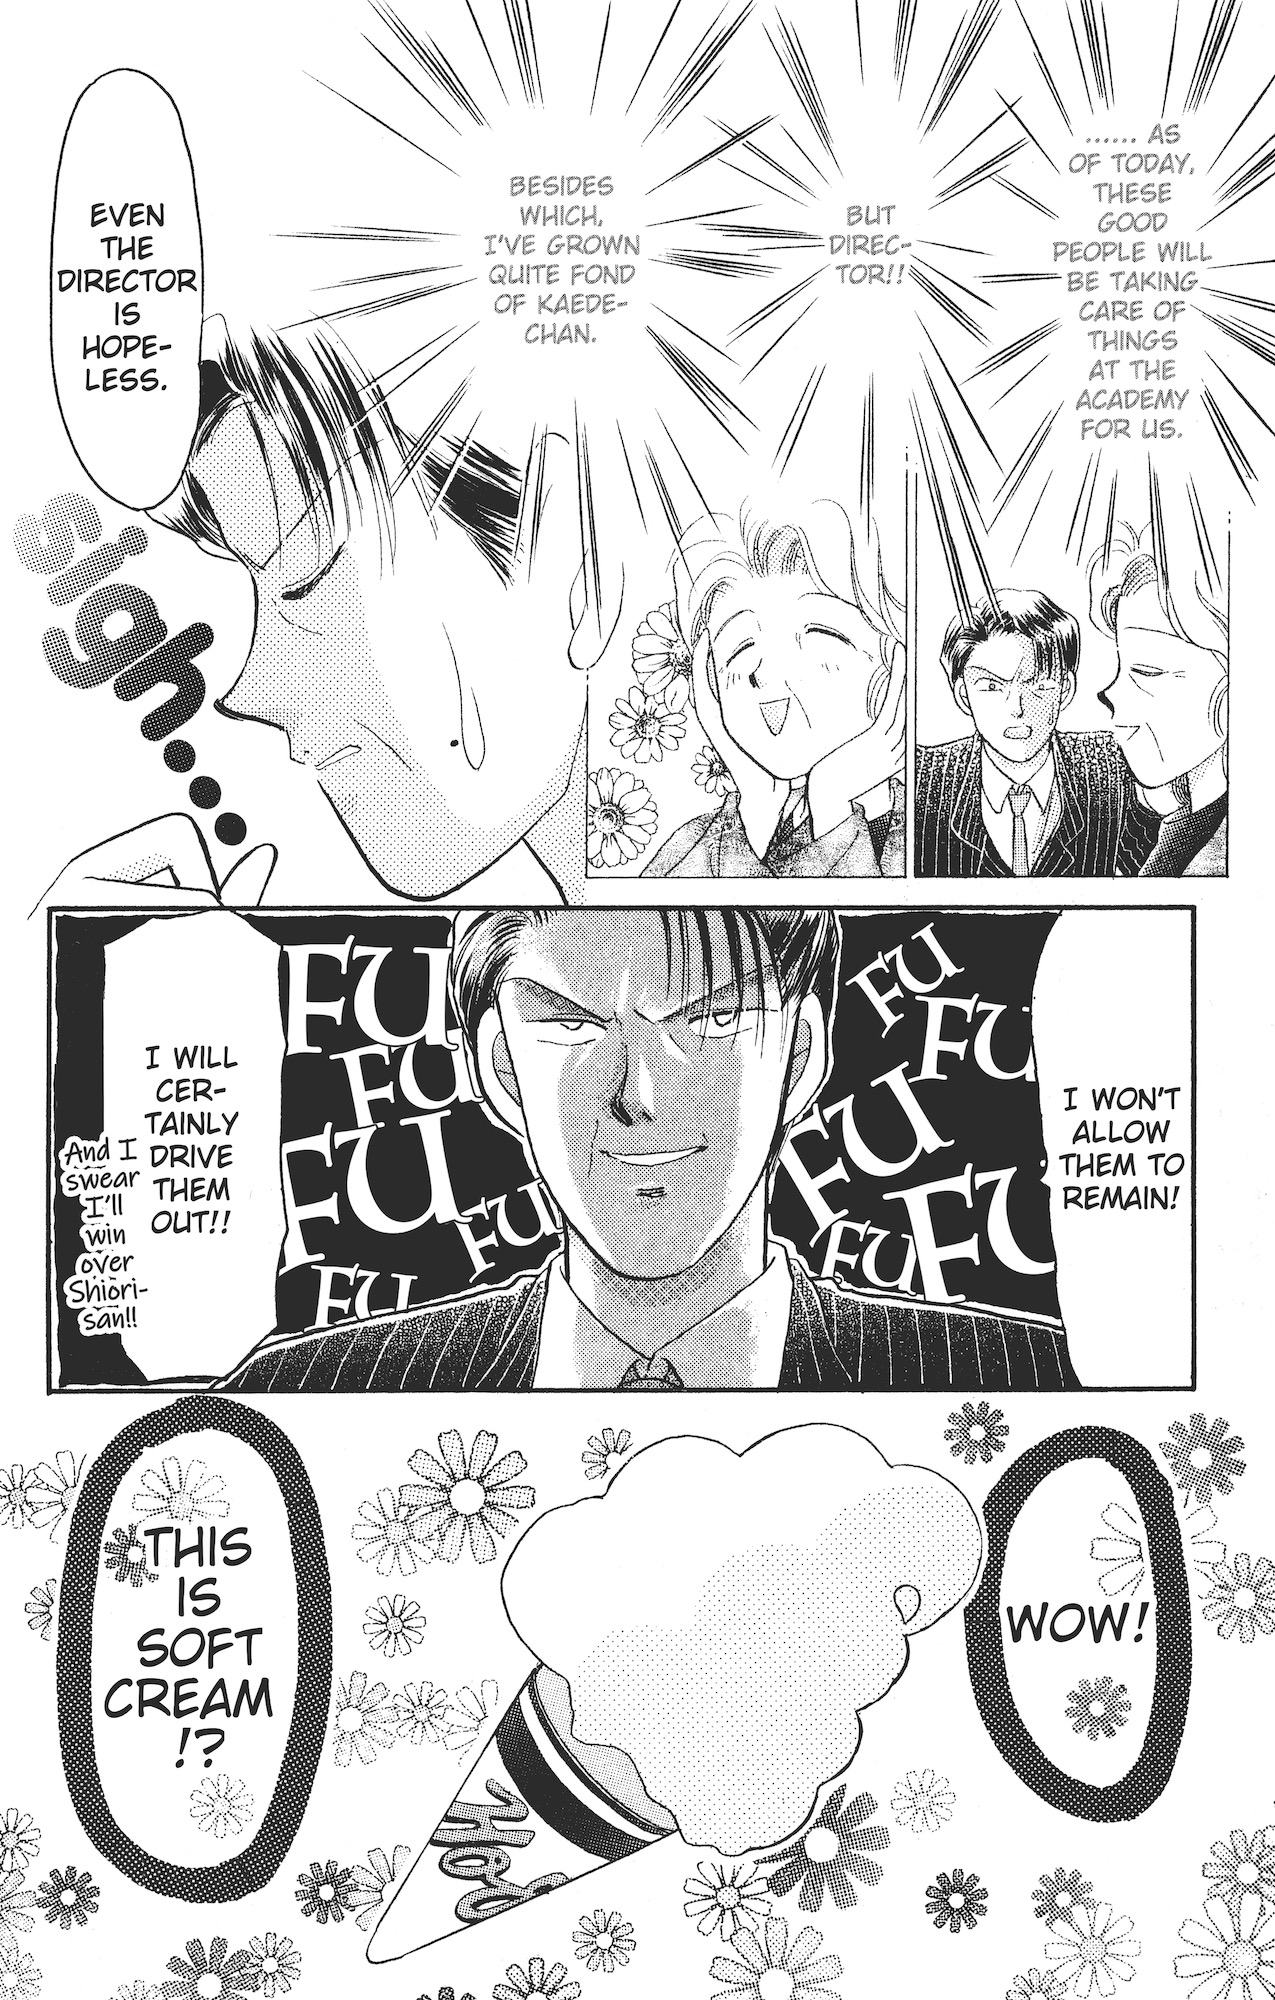 ...... AS
OF TODAY,
THESE
GOOD
PEOPLE WILL
BE TAKING
CARE OF
THINGS
AT THE
ACADEMY
FOR US.
BUT
DIREC-
TOR!!
BESIDES
WHICH,
I'VE GROWN
QUITE FOND
OF KAEDE-
CHAN.
EVEN
THE
DIRECTOR
IS
HOPE-
LESS.
sigh...
I WON'T
ALLOW
THEM TO
REMAIN!
FU
FU
FU
FU
FU
FU
FU
FU
FU
FU
FU
I WILL
CER-
TAINLY
DRIVE
THEM
OUT!!
And I
swear
I'll
win
over
Shiori-
san!!
WOW!
THIS
IS
SOFT
CREAM
!?